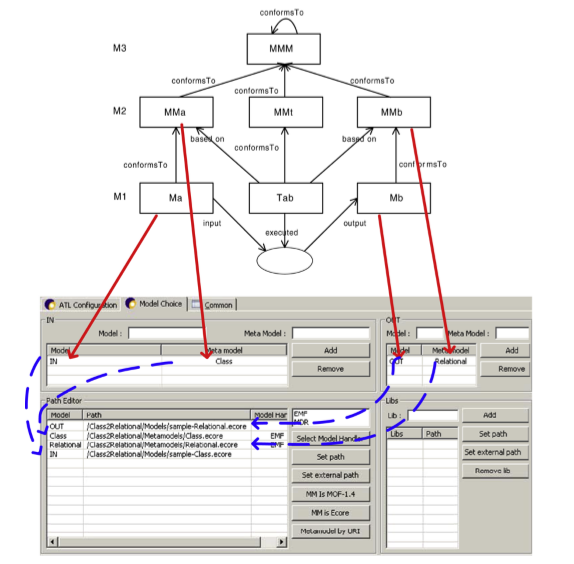 conformsTo
M3
MMM
conformsTo
conformsTo
conformsTo
M2
MMa
MMt
MMb
based on
based on
conformsTo
conformsTo
conformsTo
M1
Ma
Tab
Mb
input
executed
output
ATL Configuration
Model Choice
Common
IN
Model :
Meta Model :
Model
Meta model
Add
IN
Class
Remove
OUT
Model :
Meta Model :
Model
Metamodel
Add
OUT
Relational
Remove
Path Editor
Model
Path
Model Har
OUT
/Class2Relational/Models/sample-Relational.ecore
Class
/Class2Relational/Metamodels/Class.ecore
EMF
Relational
/Class2Relational/Metamodels/Relational.ecore
EMF
IN
/Class2Relational/Models/sample-Class.ecore
EMF
MDR
Select Model Handler
Set path
Set external path
MM Is MOF-1.4
MM is Ecore
Metamodel by URI
Libs
Lib :
Add
Libs
Path
Set path
Set external path
Remove lib